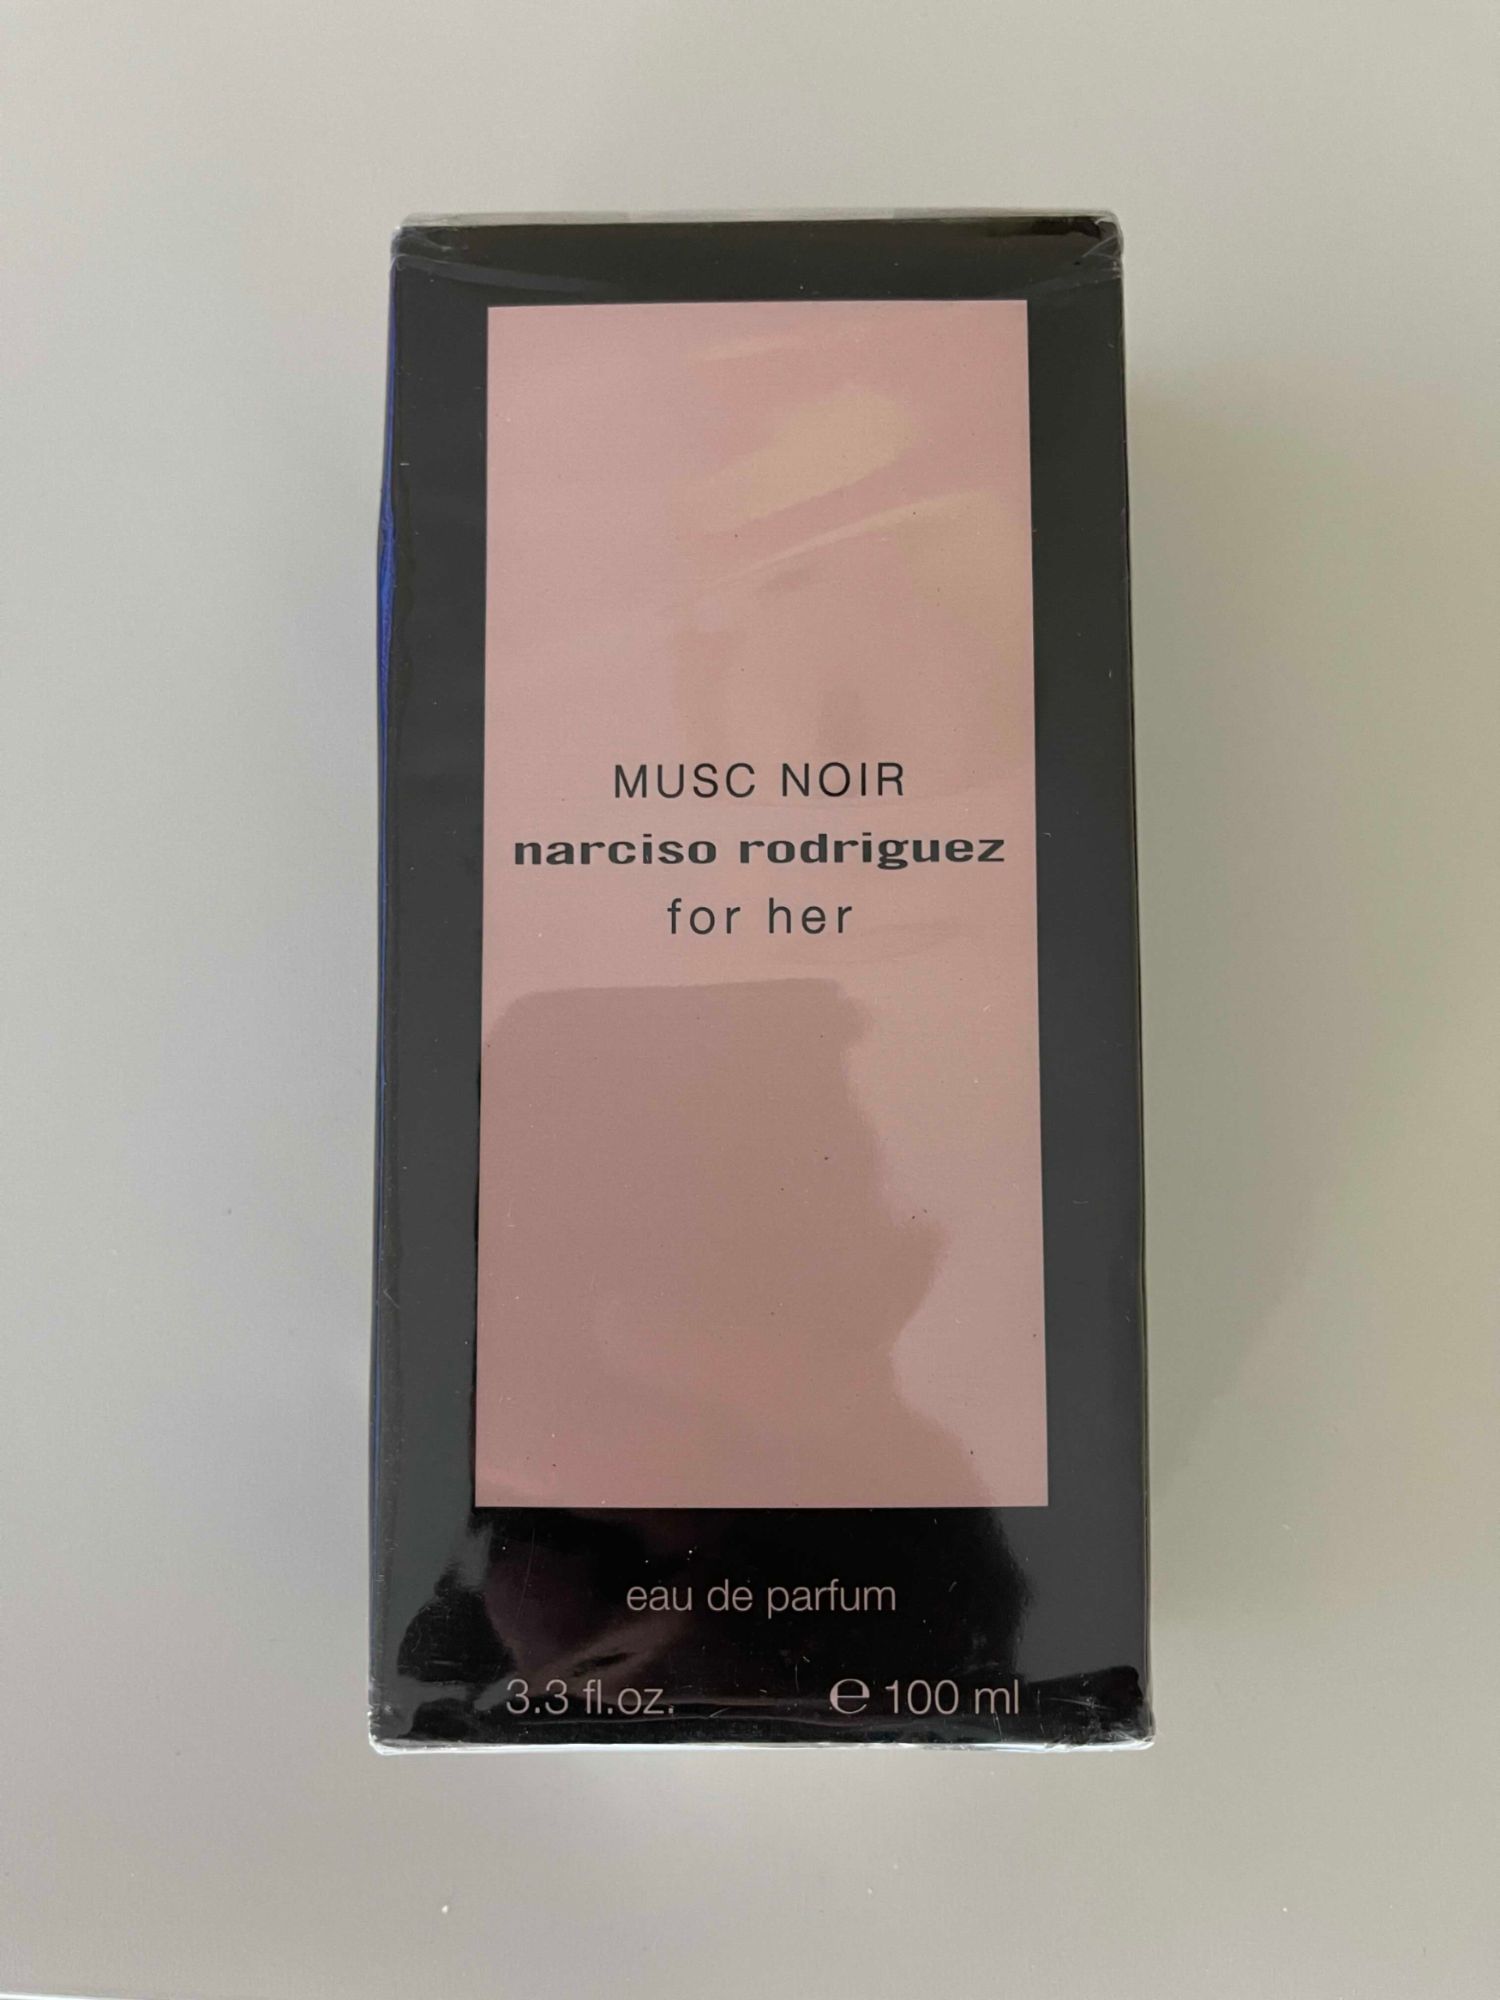 MUSC NOIR
narciso rodriguez
for her
eau de parfum
3.3 fl.oz. ℮ 100 ml